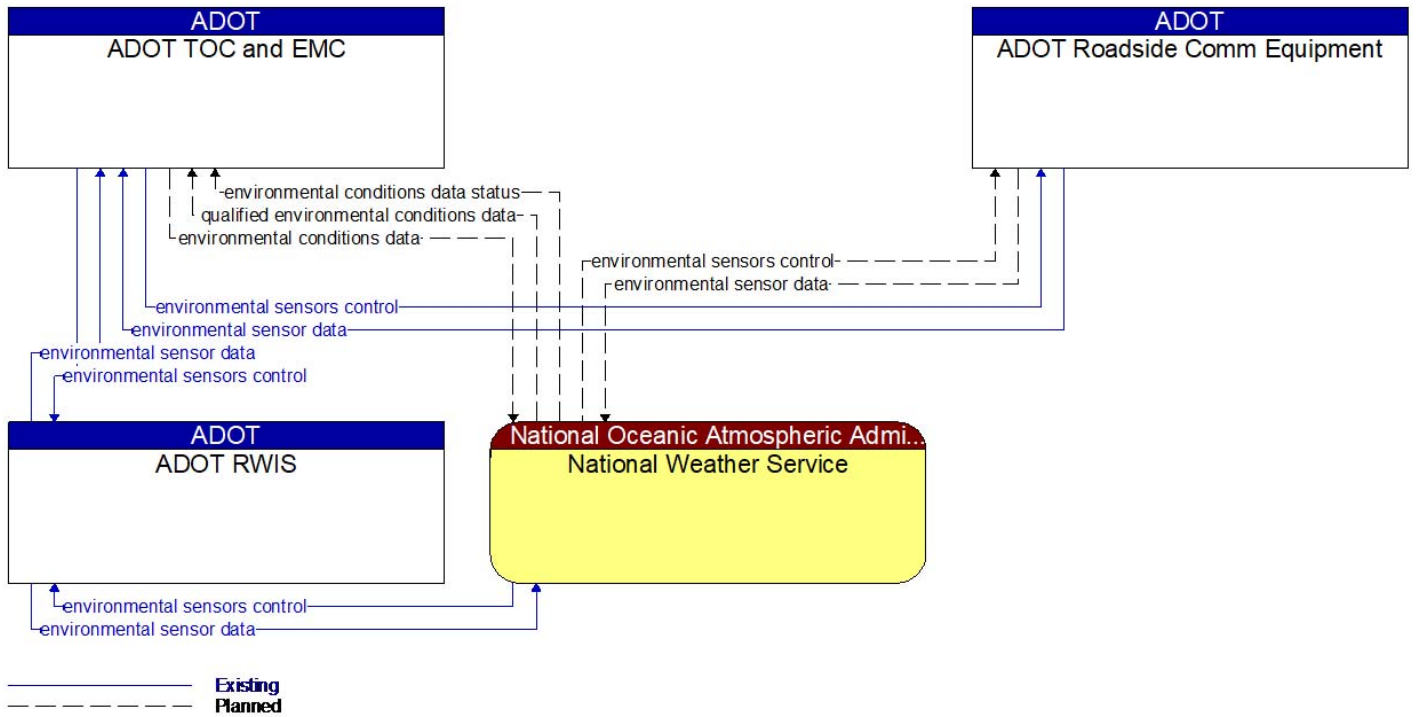 ADOT
ADOT TOC and EMC
ADOT
ADOT Roadside Comm Equipment
environmental conditions data status
qualified environmental conditions data
environmental conditions data
environmental sensors control
environmental sensor data
environmental sensors control
environmental sensor data
environmental sensor data
environmental sensors control
ADOT
ADOT RWIS
National Oceanic Atmospheric Admi...
National Weather Service
environmental sensors control
environmental sensor data
Existing
Planned